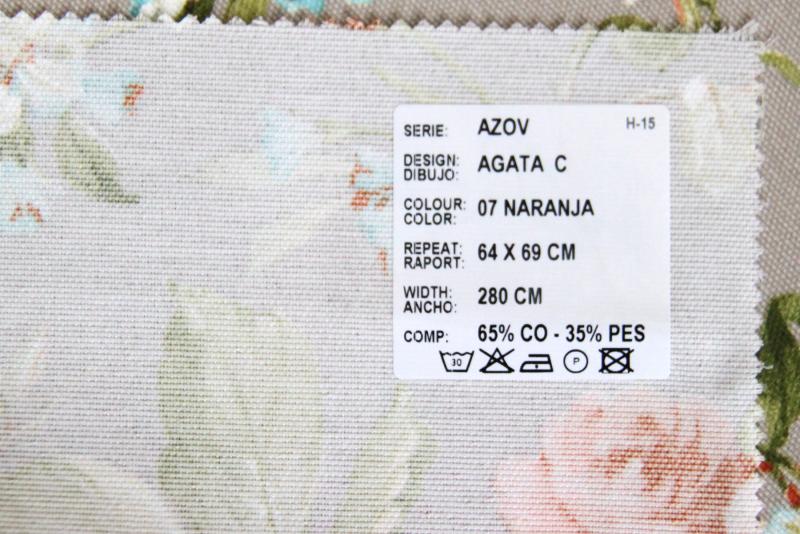 SERIE: AZOV H-15
DESIGN: AGATA C
DIBUJO:
COLOUR: 07 NARANJA
COLOR:
REPEAT: 64 X 69 CM
RAPORT:
WIDTH: 280 CM
ANCHO:
COMP: 65% CO - 35% PES
30 P